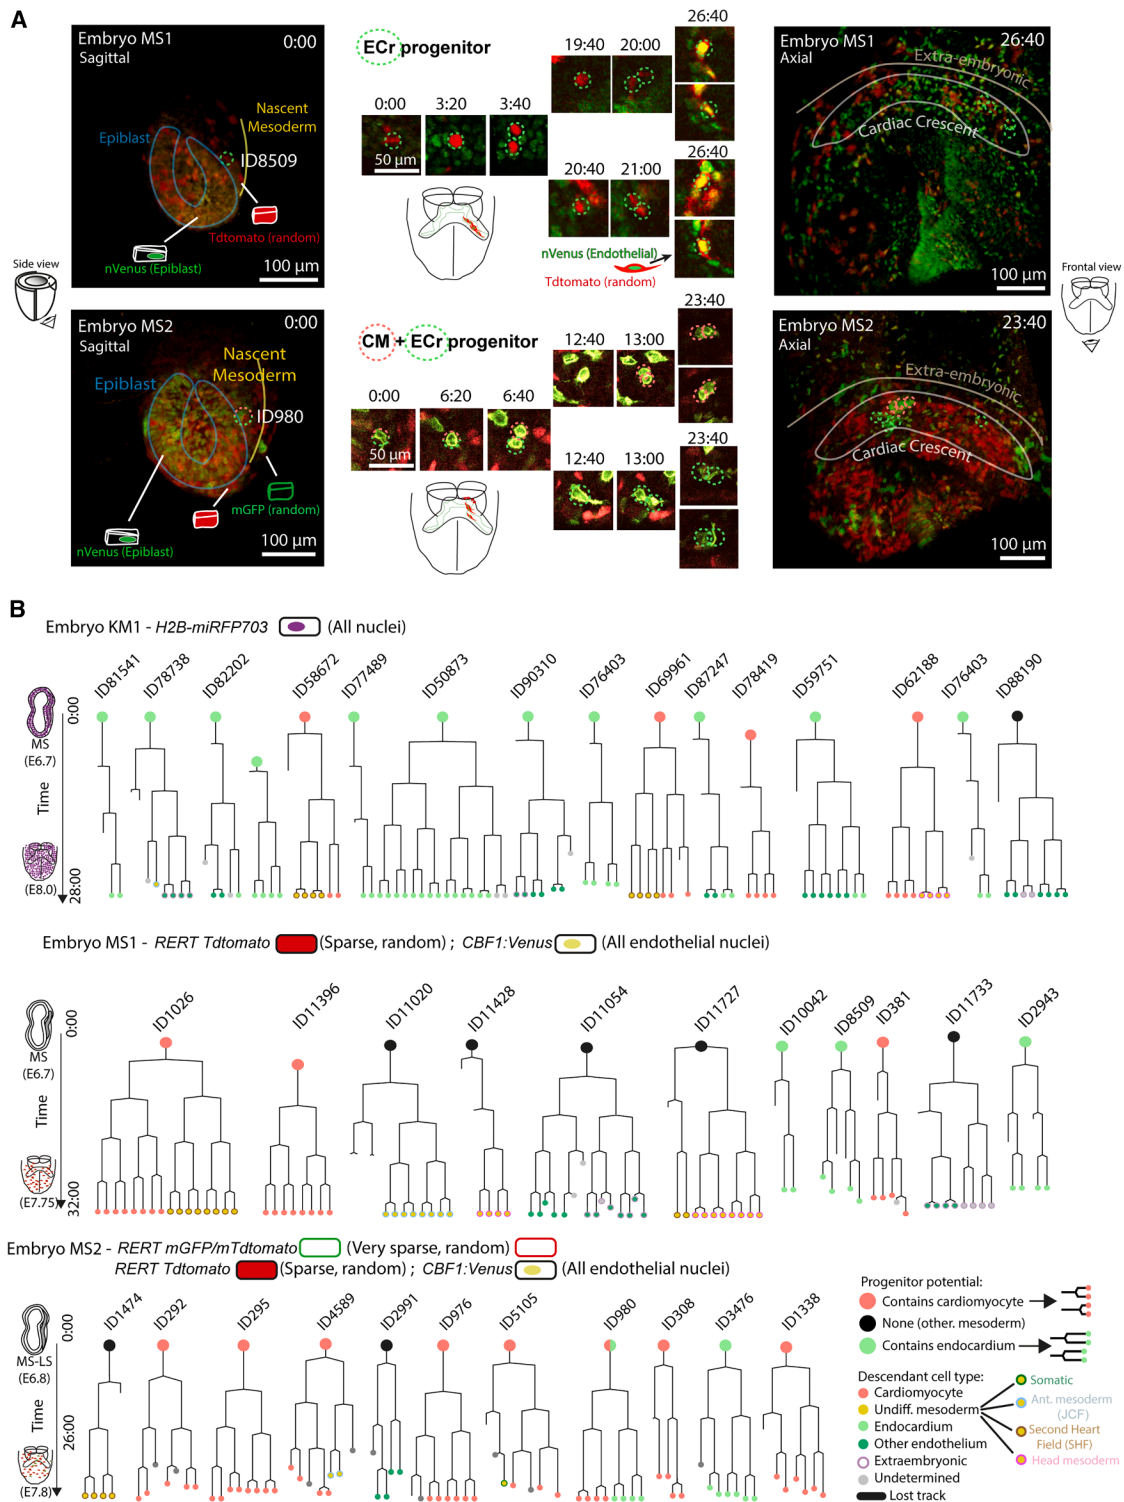 A
Embryo MS1
0:00
Sagittal
Epiblast
Nascent
Mesoderm
ID8509
Tdtomato (random)
nVenus (Epiblast)
100 µm
Side view
ECr progenitor
0:00
3:20
3:40
50 µm
19:40
20:00
26:40
20:40
21:00
26:40
nVenus (Endothelial)
Tdtomato (random)
Embryo MS1
26:40
Axial
Extra-embryonic
Cardiac Crescent
100 µm
Frontal view
Embryo MS2
0:00
Sagittal
Nascent
Mesoderm
Epiblast
ID980
mGFP (random)
nVenus (Epiblast)
100 µm
CM + ECr progenitor
0:00
6:20
6:40
50 µm
12:40
13:00
23:40
12:40
13:00
23:40
Embryo MS2
23:40
Axial
Extra-embryonic
Cardiac Crescent
100 µm
B
Embryo KM1 - H2B-miRFP703 (All nuclei)
ID81541
ID78738
ID82202
ID58672
ID77489
ID50873
ID90310
ID76403
ID69961
ID87247
ID78419
ID59751
ID62188
ID76403
ID88190
0:00
MS
(E6.7)
Time
(E8.0)
28:00
Embryo MS1 - RERT Tdtomato (Sparse, random) ; CBF1:Venus (All endothelial nuclei)
ID1026
ID11396
ID11020
ID11428
ID11054
ID11727
ID10042
ID8509
ID381
ID11733
ID2943
0:00
MS
(E6.7)
Time
(E7.75)
32:00
Embryo MS2 - RERT mGFP/mTdtomato (Very sparse, random)
RERT Tdtomato (Sparse, random) ; CBF1:Venus (All endothelial nuclei)
ID1474
ID292
ID295
ID4589
ID2991
ID976
ID5105
ID980
ID308
ID3476
ID1338
0:00
MS-LS
(E6.8)
Time
26:00
(E7.8)
Progenitor potential:
Contains cardiomyocyte
None (other. mesoderm)
Contains endocardium
Descendant cell type:
Cardiomyocyte
Undiff. mesoderm
Endocardium
Other endothelium
Extraembryonic
Undetermined
Lost track
Somatic
Ant. mesoderm
(JCF)
Second Heart
Field (SHF)
Head mesoderm